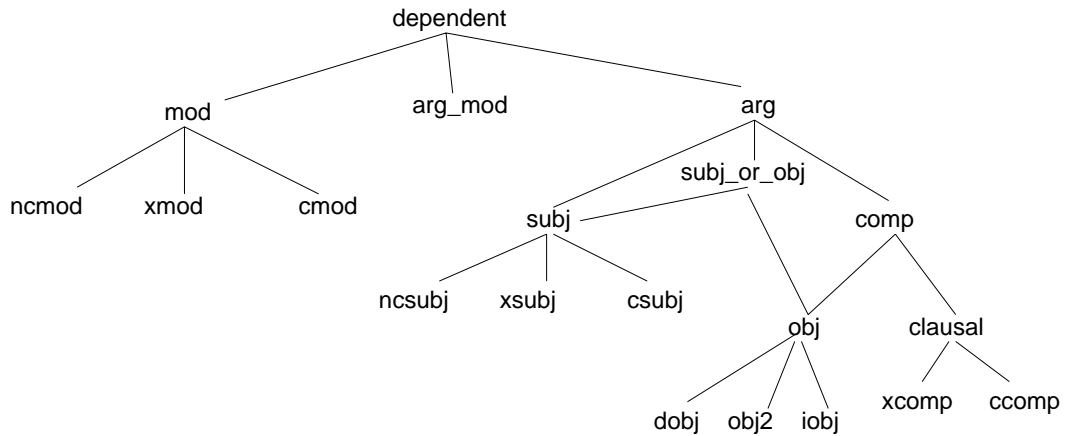 dependent
mod arg_mod arg
subj_or_obj
ncmod xmod cmod subj comp
ncsubj xsubj csubj
obj clausal
dobj obj2 iobj xcomp ccomp